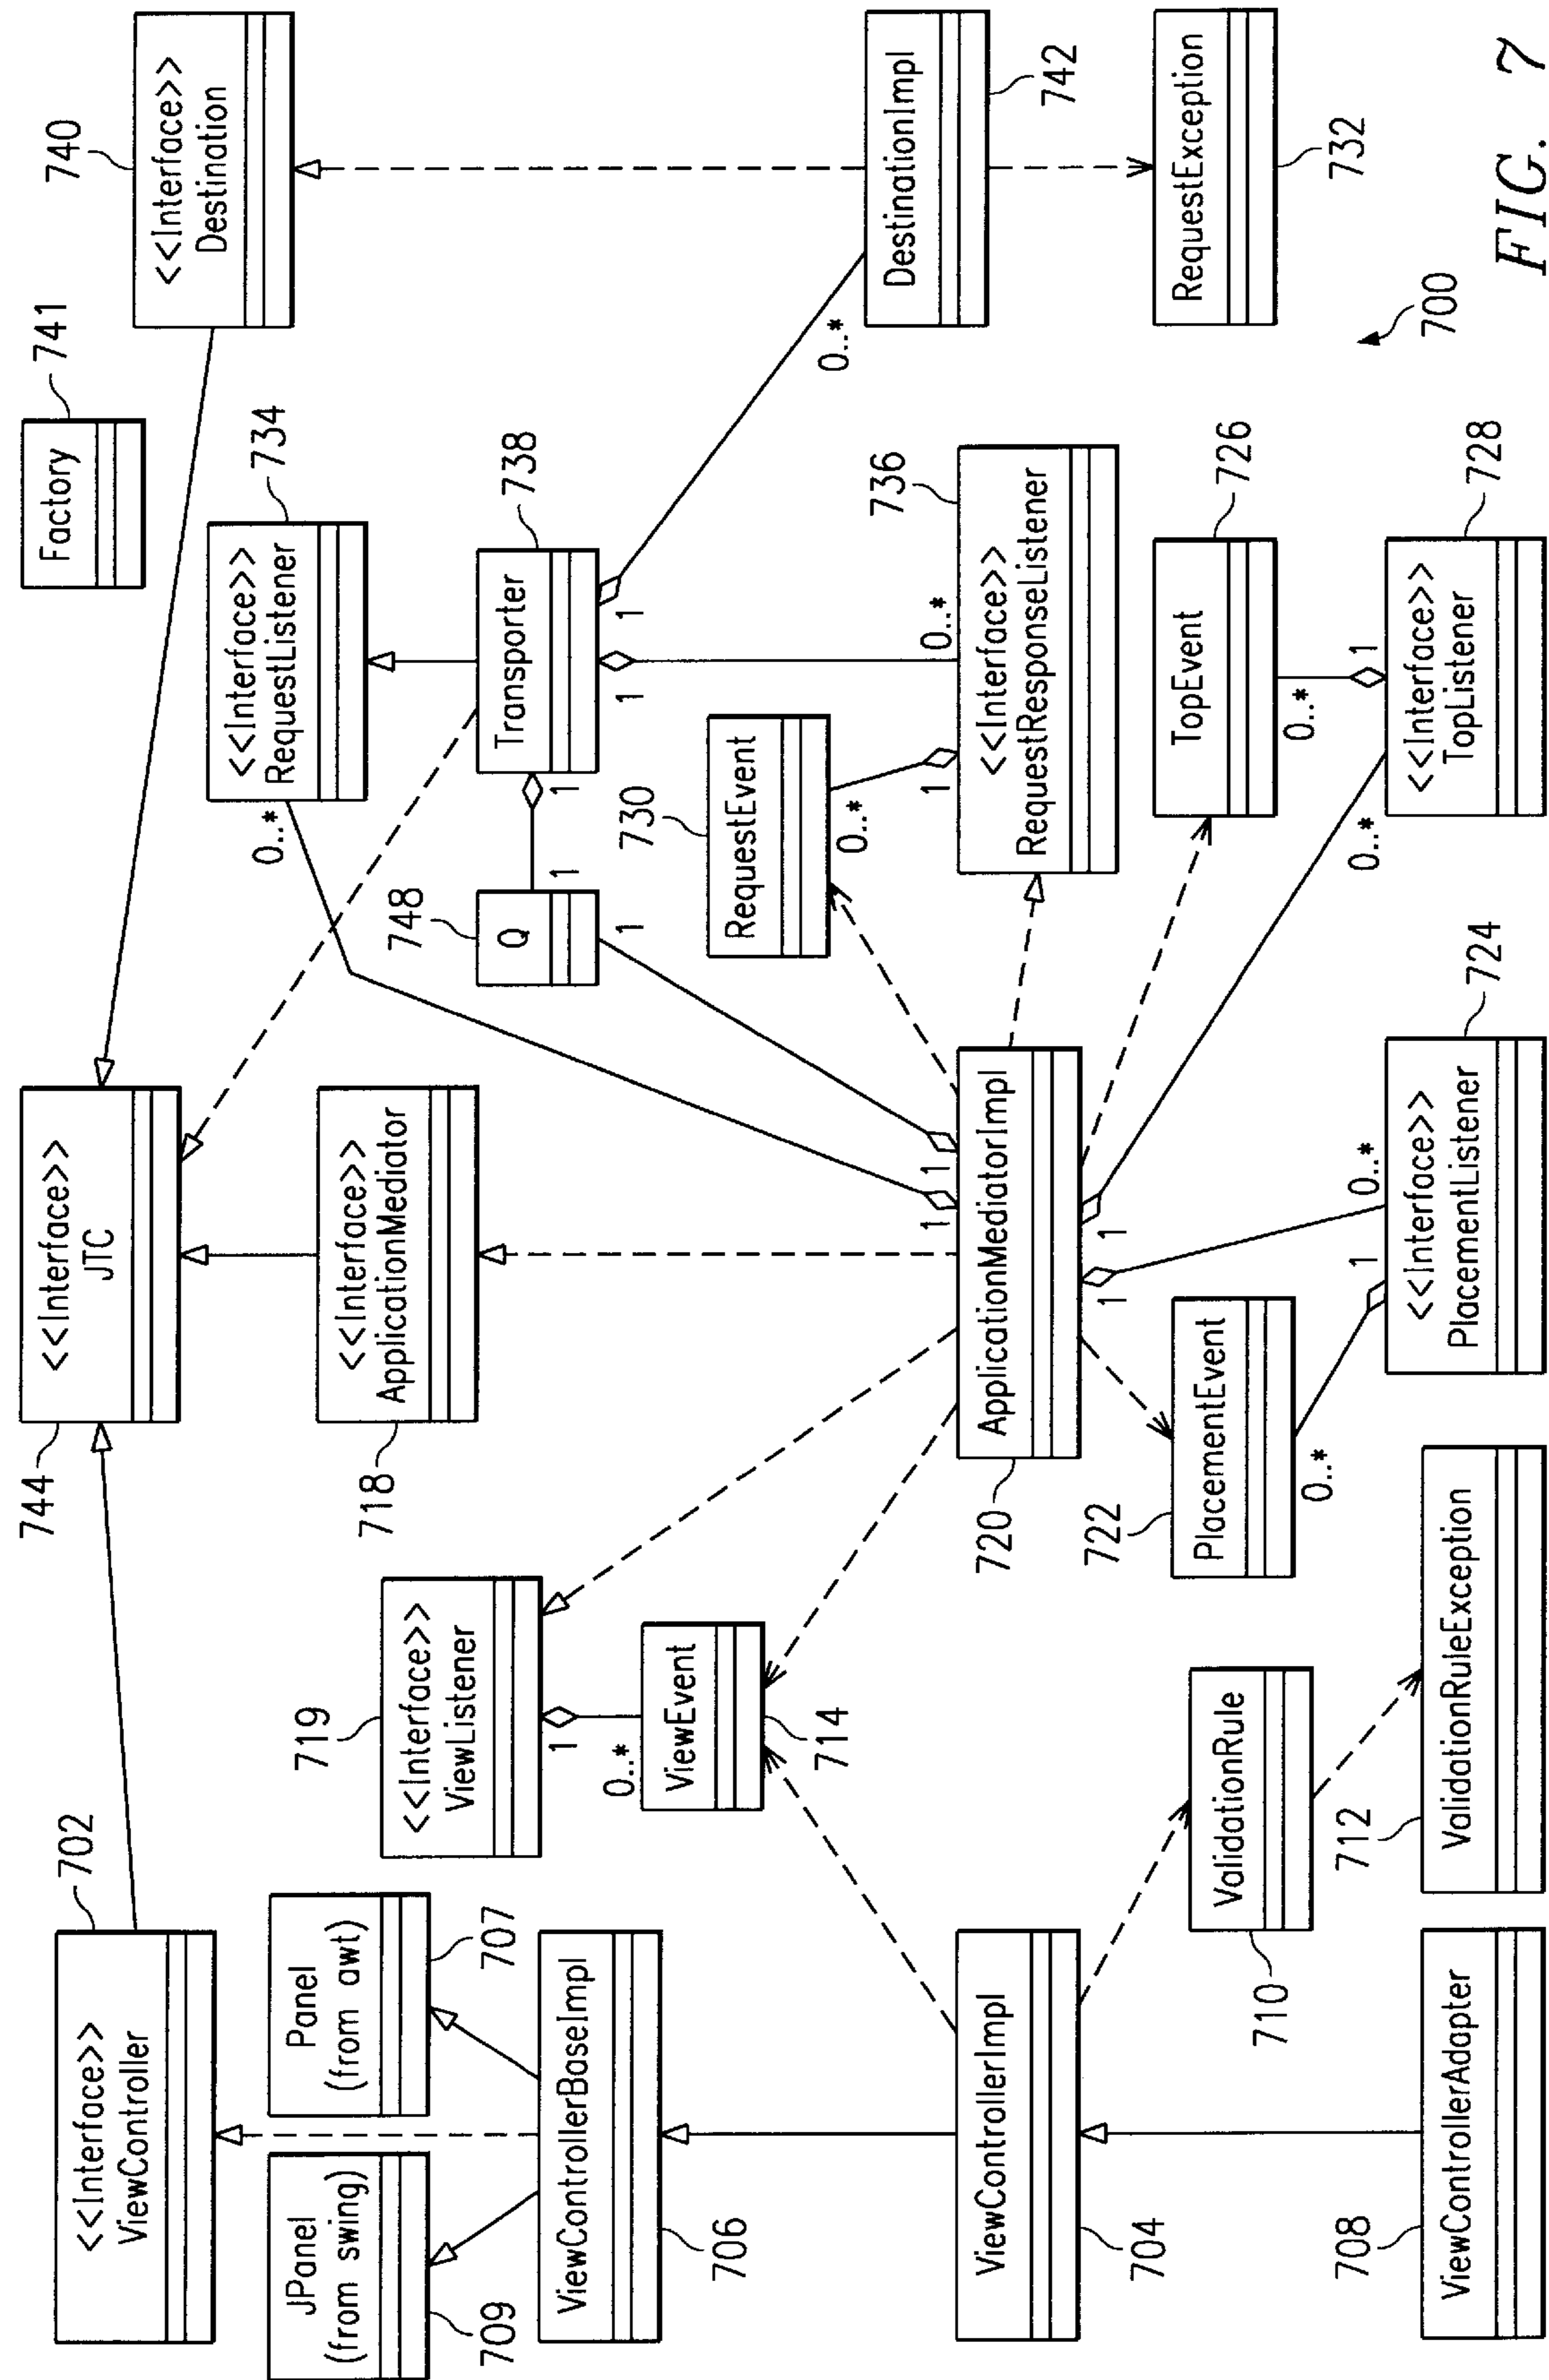 <<Interface>>
ViewController
702
JPanel
(from swing)
709
Panel
(from awt)
707
ViewControllerBaseImpl
706
ViewControllerImpl
704
ViewControllerAdapter
708
ValidationRule
710
ValidationRuleException
712
<<Interface>>
ViewListener
719
1
0..*
ViewEvent
714
<<Interface>>
JTC
744
<<Interface>>
ApplicationMediator
718
ApplicationMediatorImpl
720
1
1
1
1
PlacementEvent
722
0..*
<<Interface>>
PlacementListener
724
1
0..*
Factory
741
<<Interface>>
RequestListener
734
0..*
Transporter
738
1
1
1
Q
748
1
1
RequestEvent
730
0..*
<<Interface>>
RequestResponseListener
736
1
0..*
TopEvent
726
0..*
<<Interface>>
TopListener
728
1
0..*
<<Interface>>
Destination
740
DestinationImpl
742
0..*
RequestException
732
700
FIG. 7